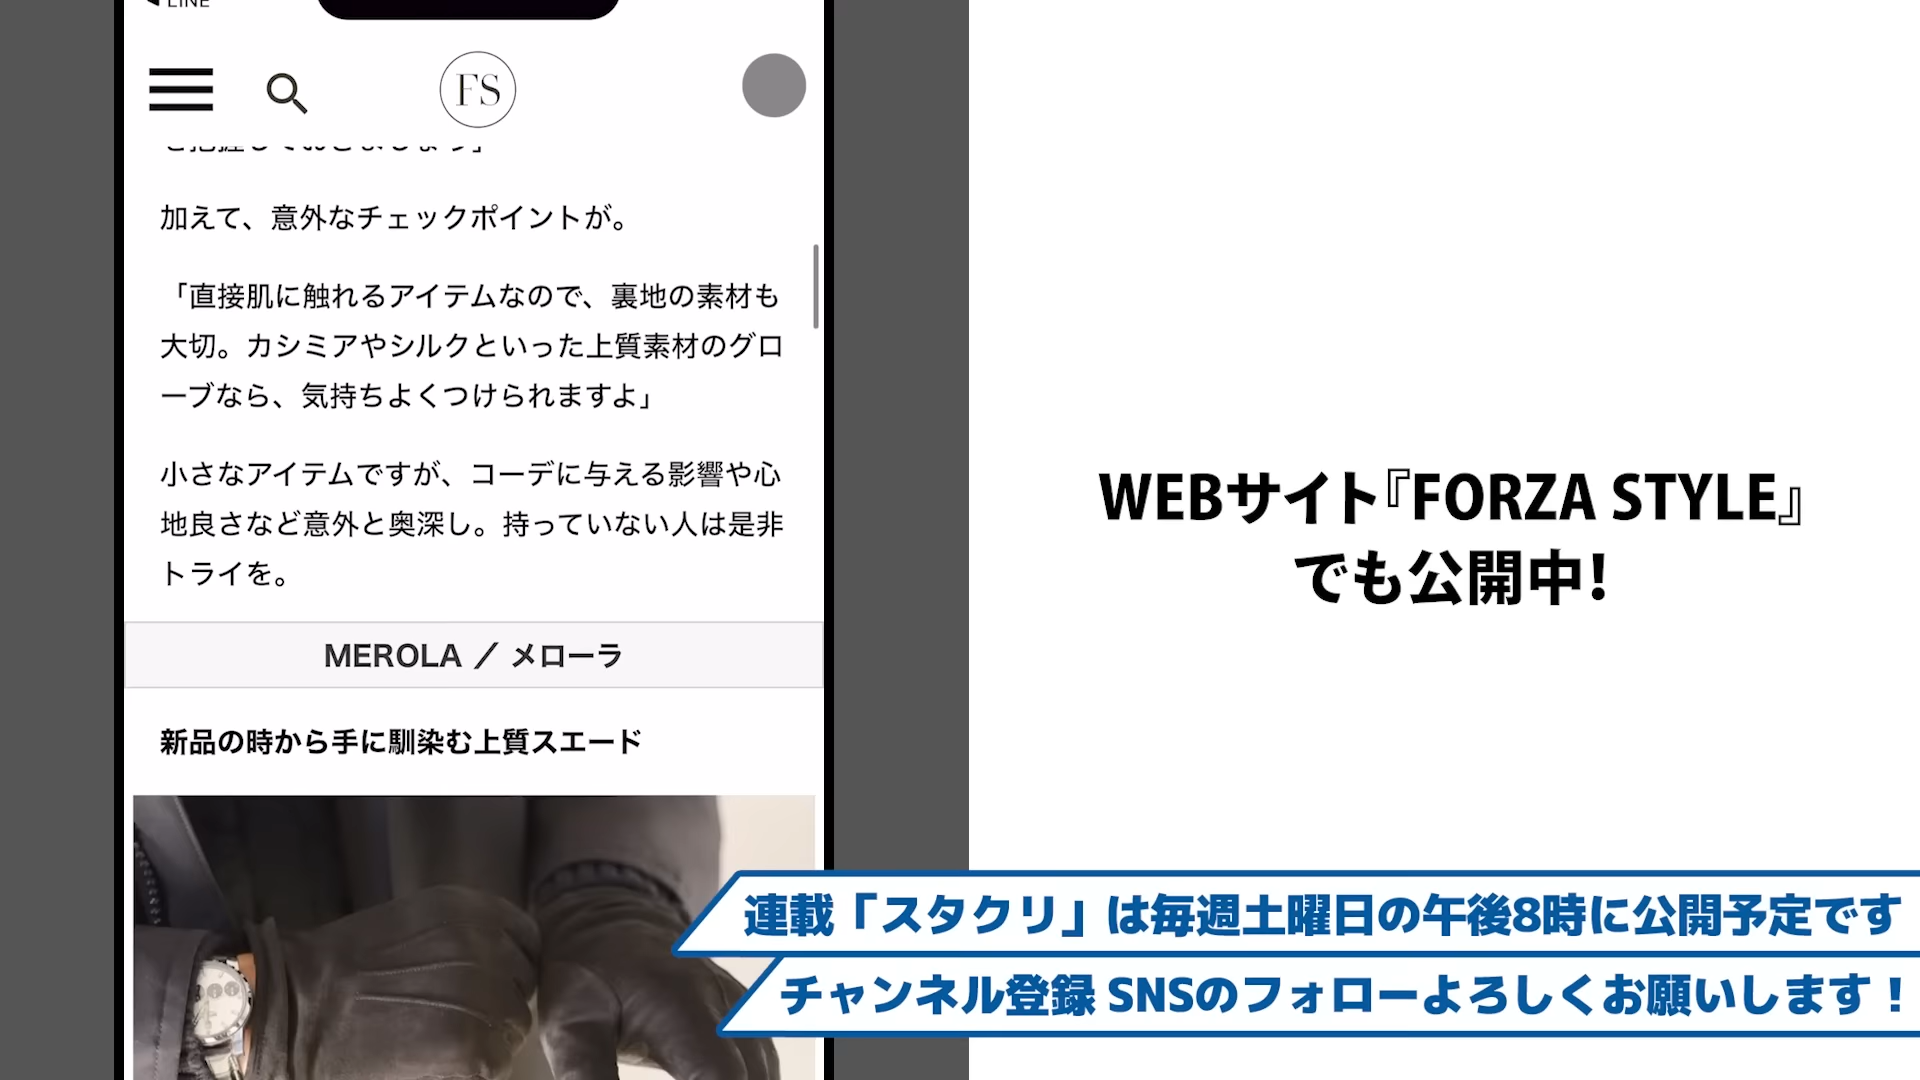 LINE
FS
加えて、意外なチェックポイントが。
「直接肌に触れるアイテムなので、裏地の素材も
大切。カシミアやシルクといった上質素材のグロ
ーブなら、気持ちよくつけられますよ」
小さなアイテムですが、コーデに与える影響や心
地良さなど意外と奥深し。持っていない人は是非
トライを。
MEROLA ／ メローラ
新品の時から手に馴染む上質スエード
WEBサイト『FORZA STYLE』
でも公開中!
連載「スタクリ」は毎週土曜日の午後8時に公開予定です
チャンネル登録 SNSのフォローよろしくお願いします！